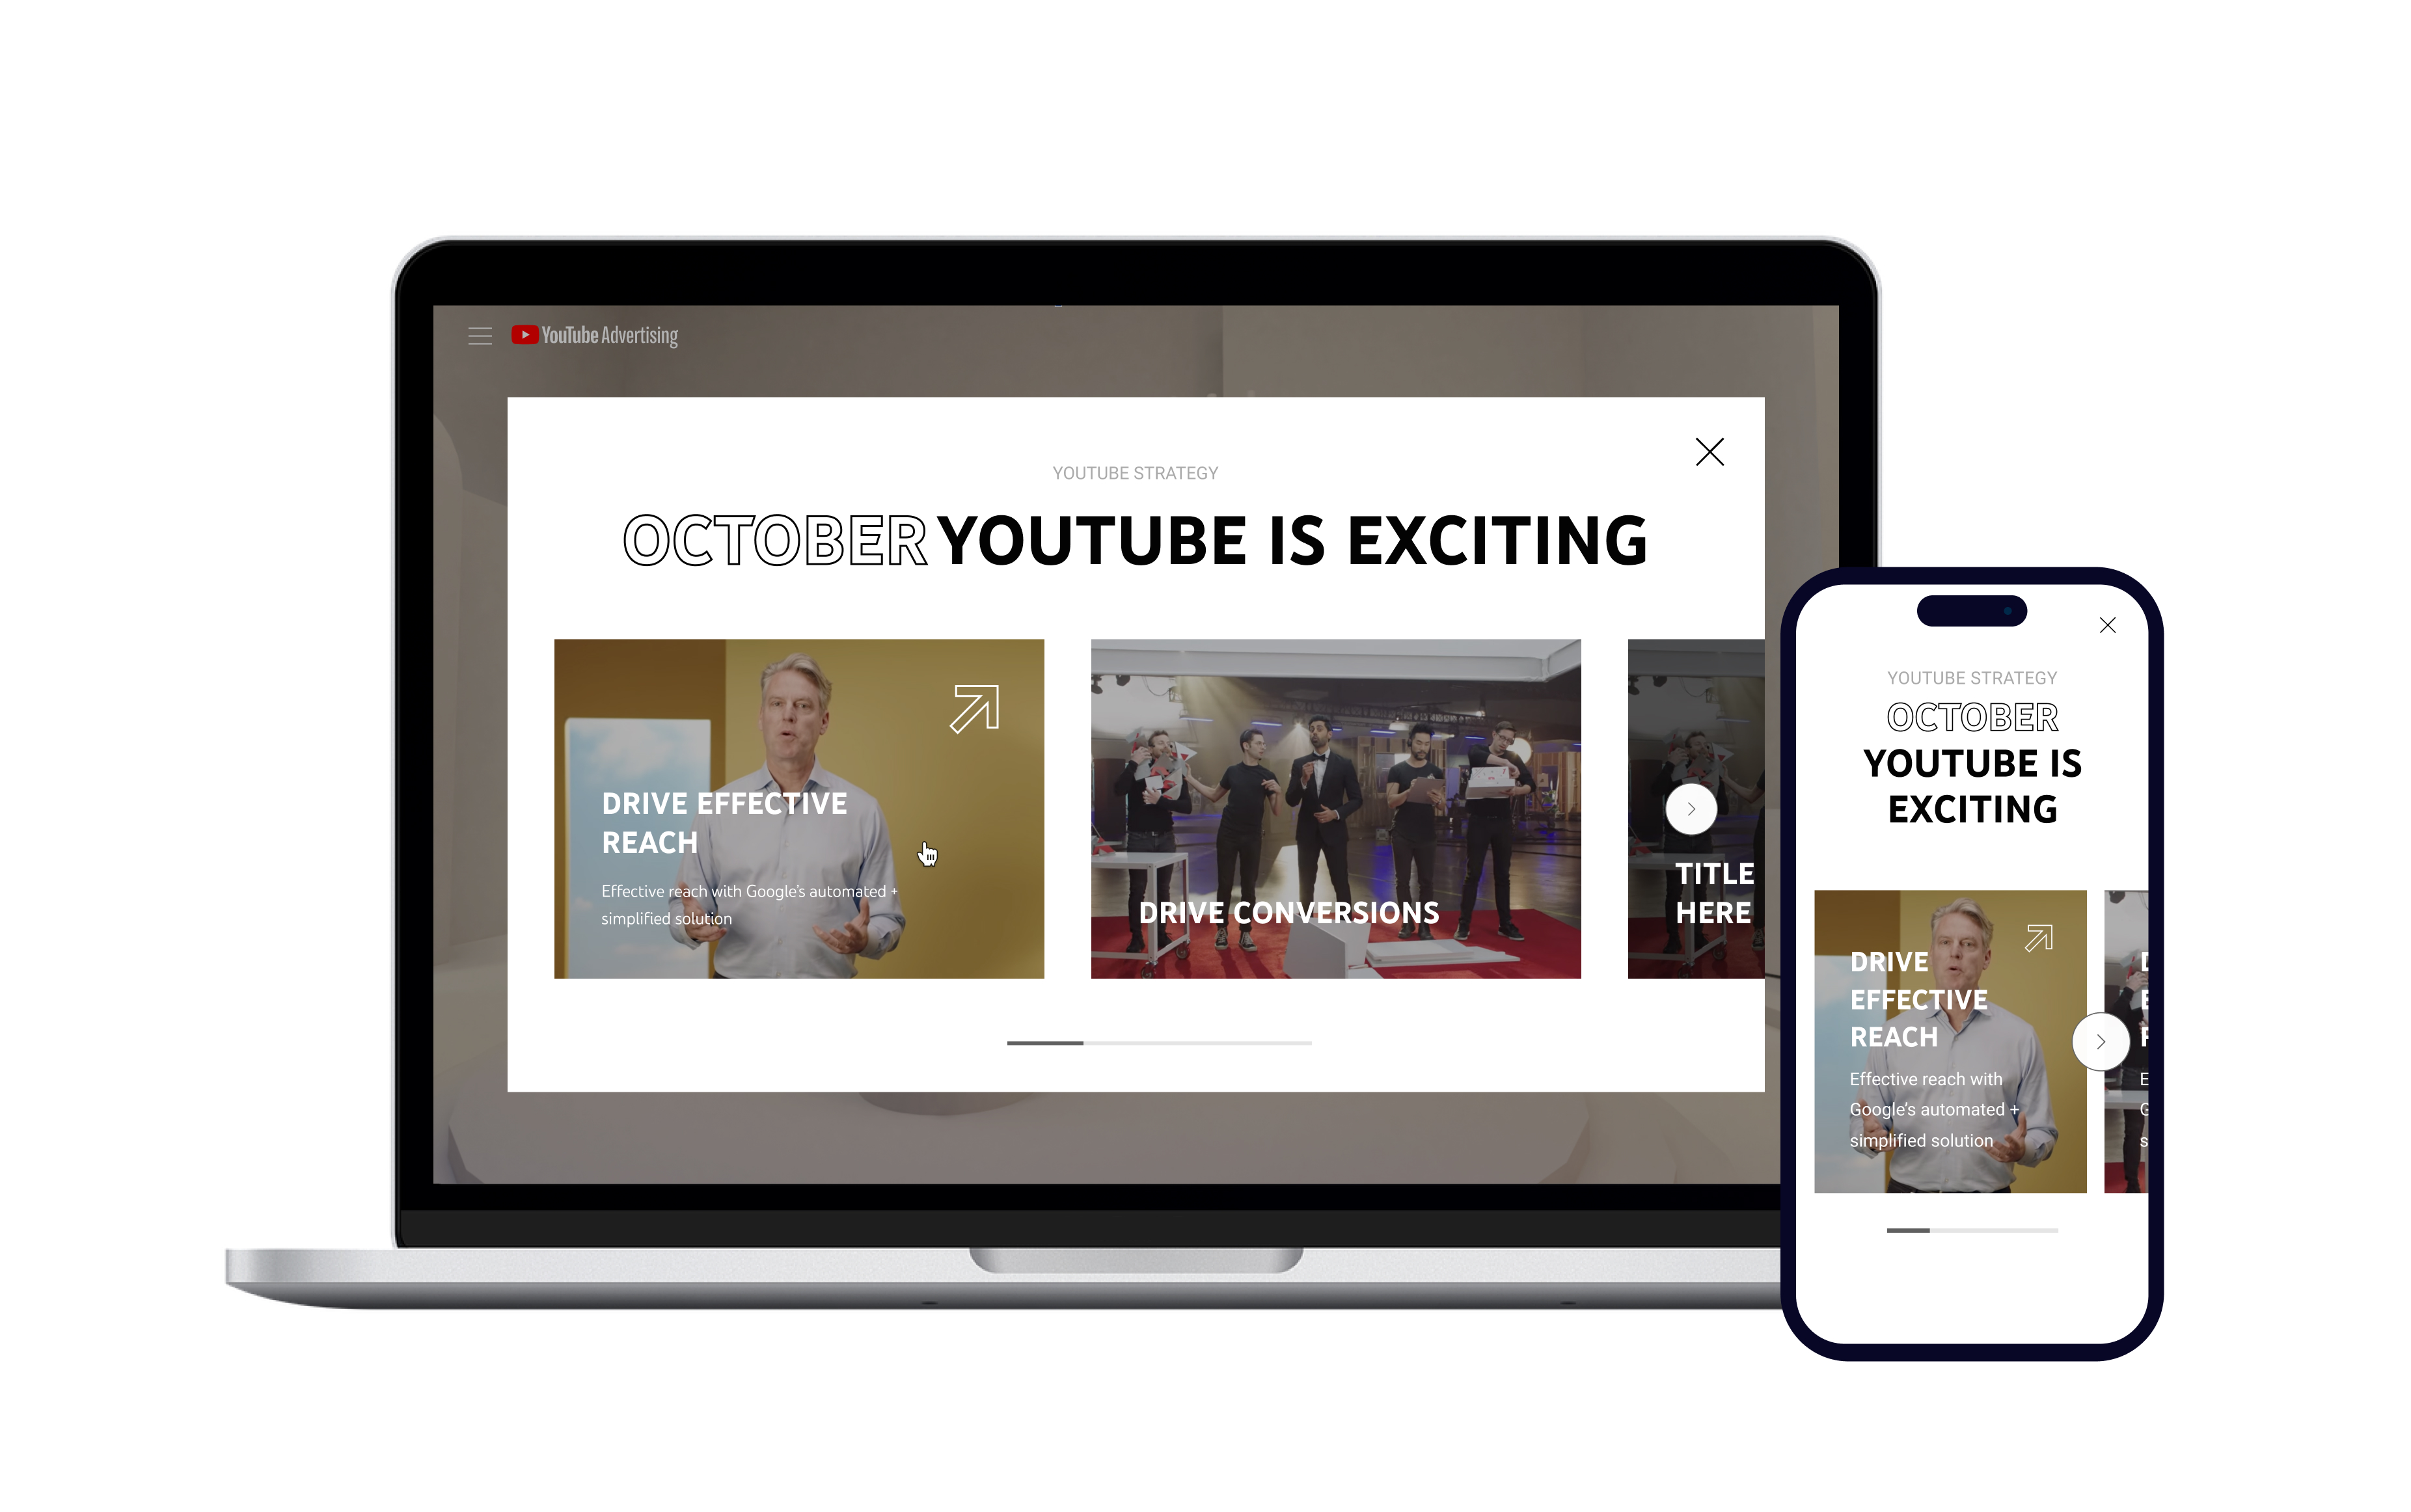 YouTube Advertising
YOUTUBE STRATEGY
OCTOBER YOUTUBE IS EXCITING
DRIVE EFFECTIVE
REACH
Effective reach with Google's automated +
simplified solution
DRIVE CONVERSIONS
TITLE
HERE
YOUTUBE STRATEGY
OCTOBER
YOUTUBE IS
EXCITING
DRIVE
EFFECTIVE
REACH
Effective reach with
Google's automated +
simplified solution